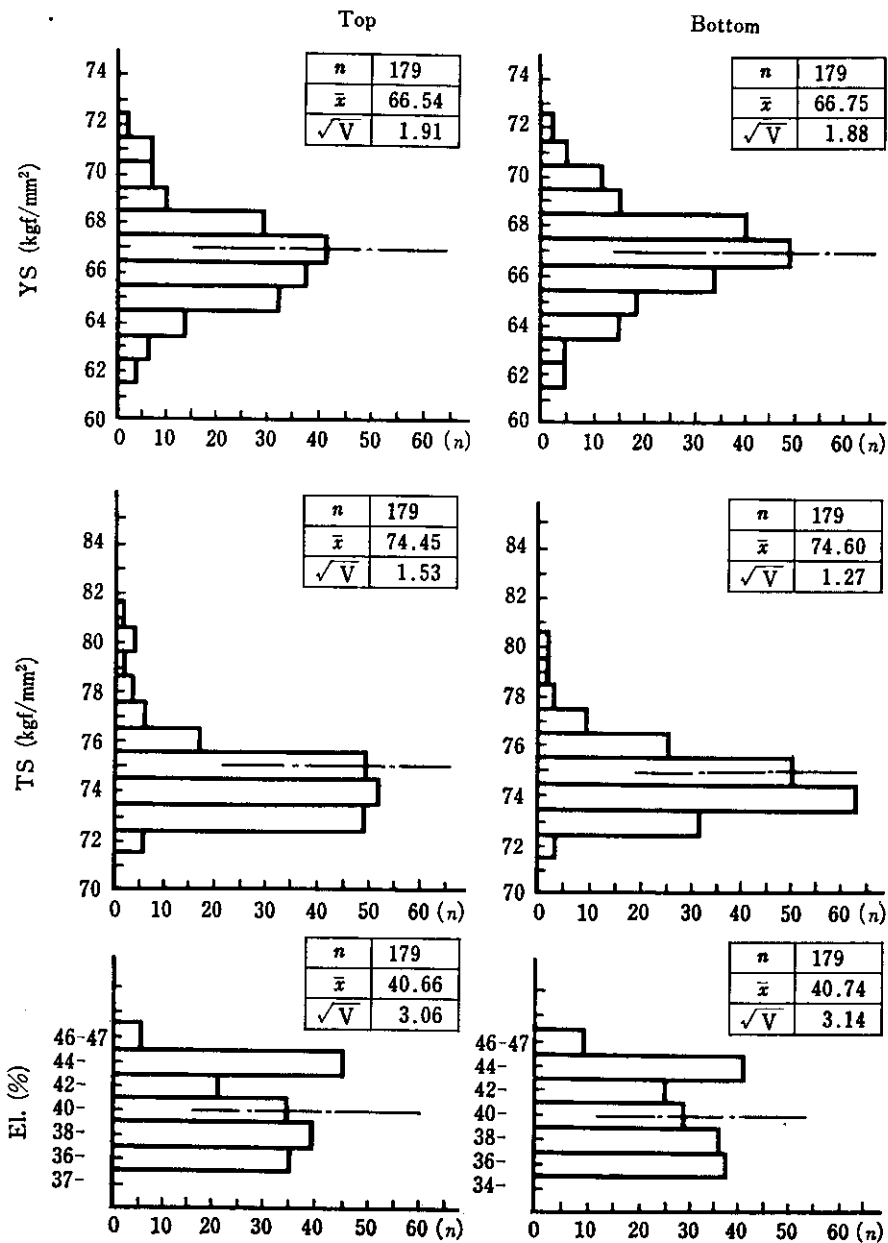 Top
Bottom
YS (kgf/mm²)
74
72
70
68
66
64
62
60
0 10 20 30 40 50 60 (n)
n 179
x̄ 66.54
√V 1.91
74
72
70
68
66
64
62
60
0 10 20 30 40 50 60 (n)
n 179
x̄ 66.75
√V 1.88
TS (kgf/mm²)
84
82
80
78
76
74
72
70
0 10 20 30 40 50 60 (n)
n 179
x̄ 74.45
√V 1.53
84
82
80
78
76
74
72
70
0 10 20 30 40 50 60 (n)
n 179
x̄ 74.60
√V 1.27
El. (%)
46-47
44-
42-
40-
38-
36-
37-
0 10 20 30 40 50 60 (n)
n 179
x̄ 40.66
√V 3.06
46-47
44-
42-
40-
38-
36-
34-
0 10 20 30 40 50 60 (n)
n 179
x̄ 40.74
√V 3.14